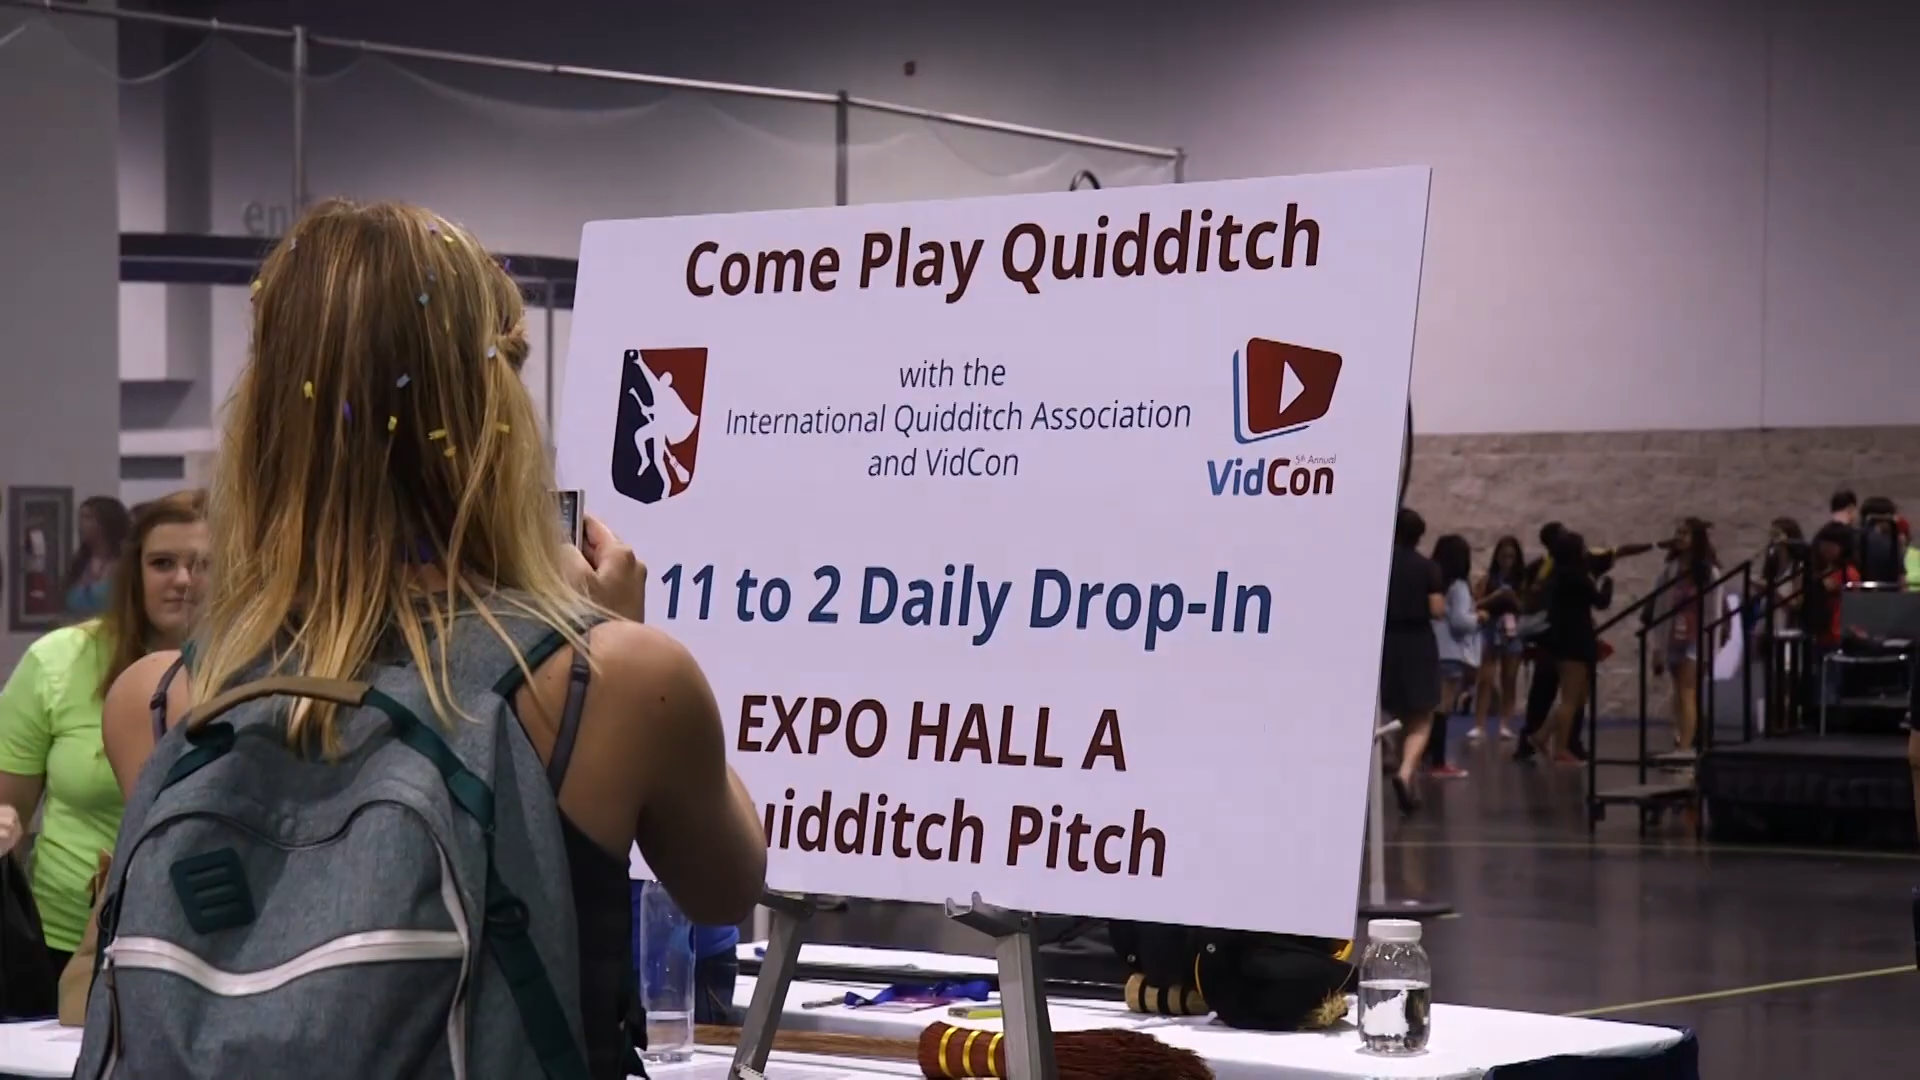 Come Play Quidditch
with the
International Quidditch Association
and VidCon
5th Annual
VidCon
11 to 2 Daily Drop-In
EXPO HALL A
Pitch